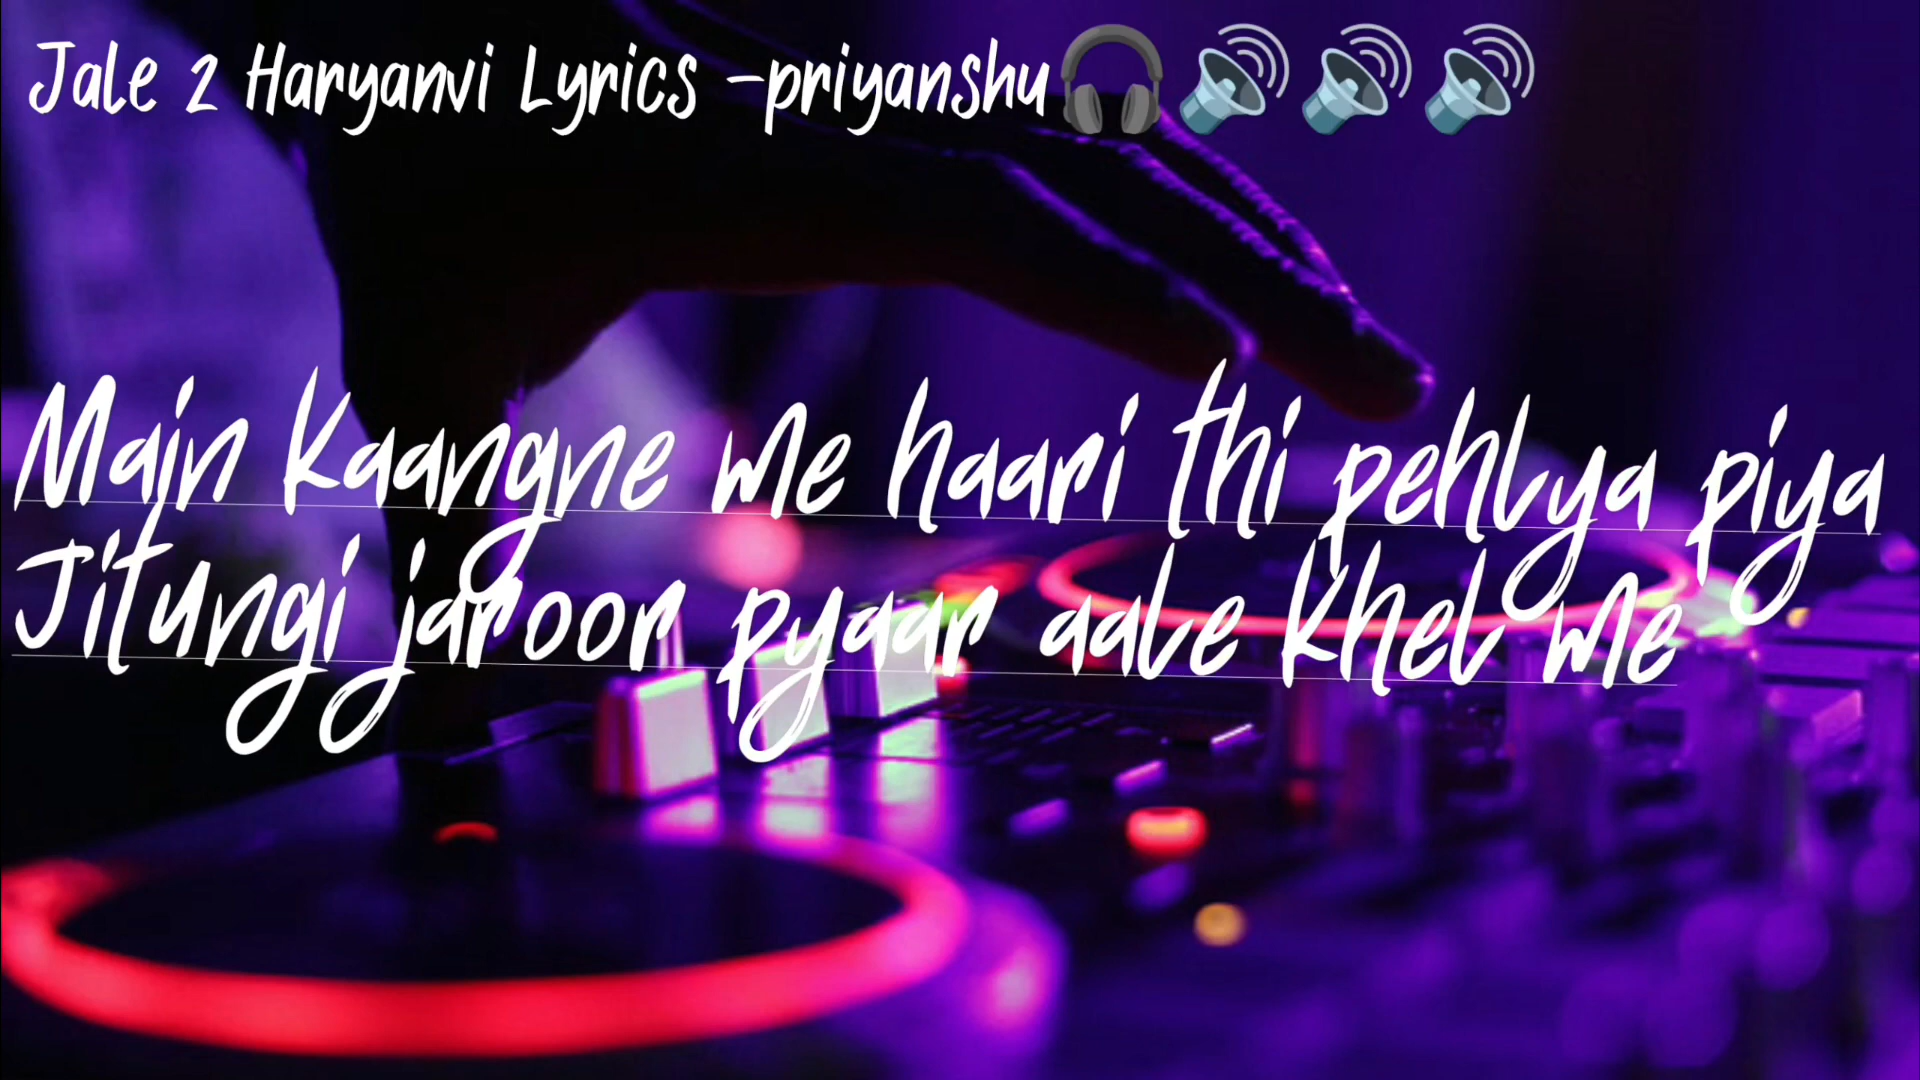 Jale 2 Haryanvi Lyrics -priyanshu🎧🔊🔊🔊
Main kaangne me haari thi pehlya piya
Jitungi jaroor pyaar aale khel me